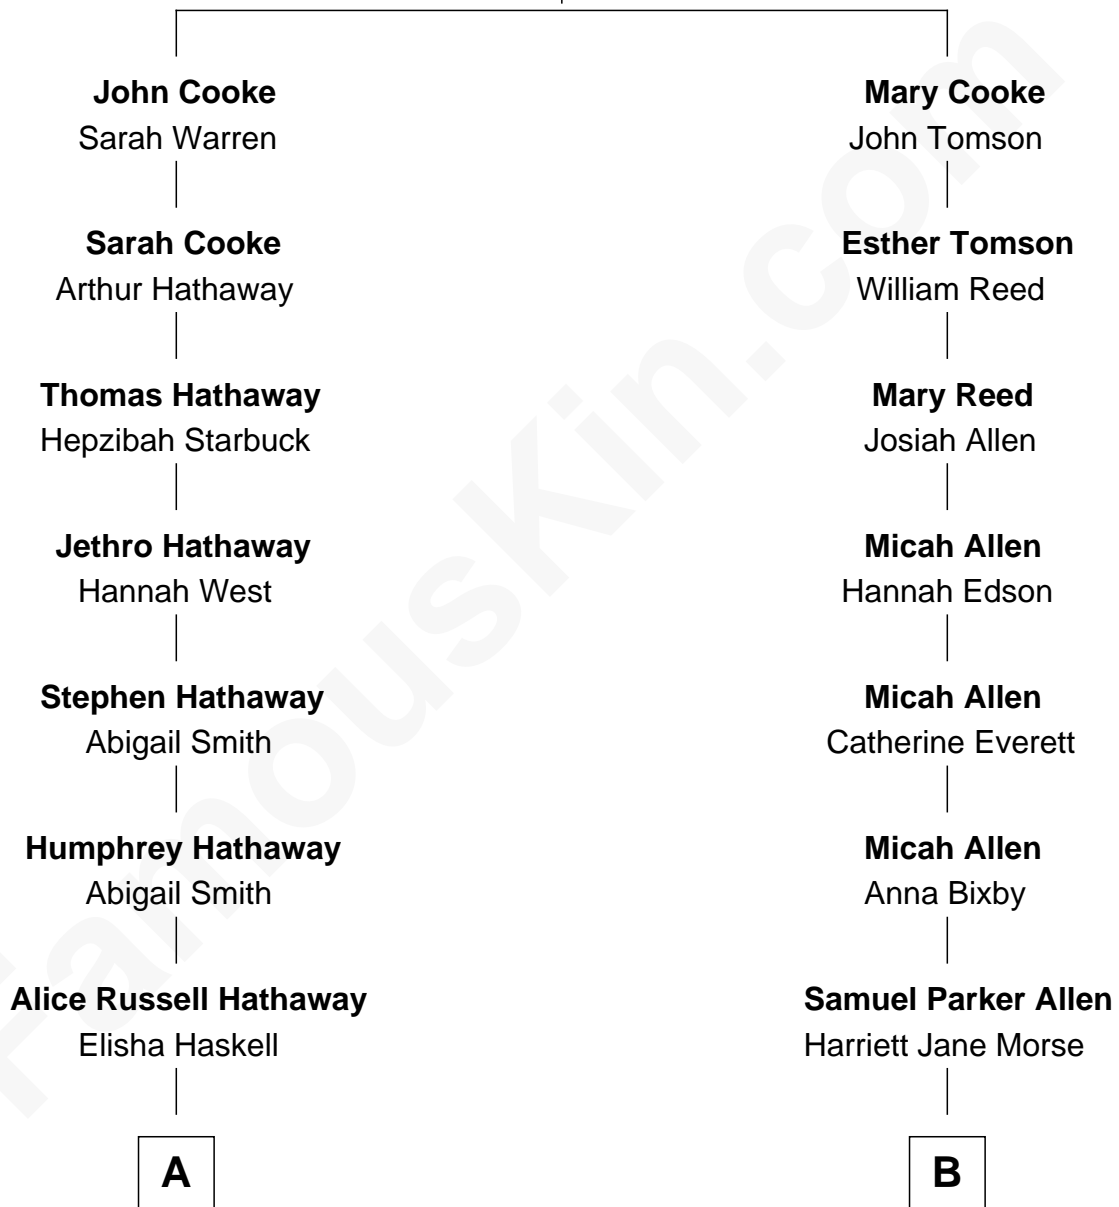 John Cooke
Sarah Warren
Sarah Cooke
Arthur Hathaway
Thomas Hathaway
Hepzibah Starbuck
Jethro Hathaway
Hannah West
Stephen Hathaway
Abigail Smith
Humphrey Hathaway
Abigail Smith
Alice Russell Hathaway
Elisha Haskell
A
Mary Cooke
John Tomson
Esther Tomson
William Reed
Mary Reed
Josiah Allen
Micah Allen
Hannah Edson
Micah Allen
Catherine Everett
Micah Allen
Anna Bixby
Samuel Parker Allen
Harriett Jane Morse
B
FamousKin.com